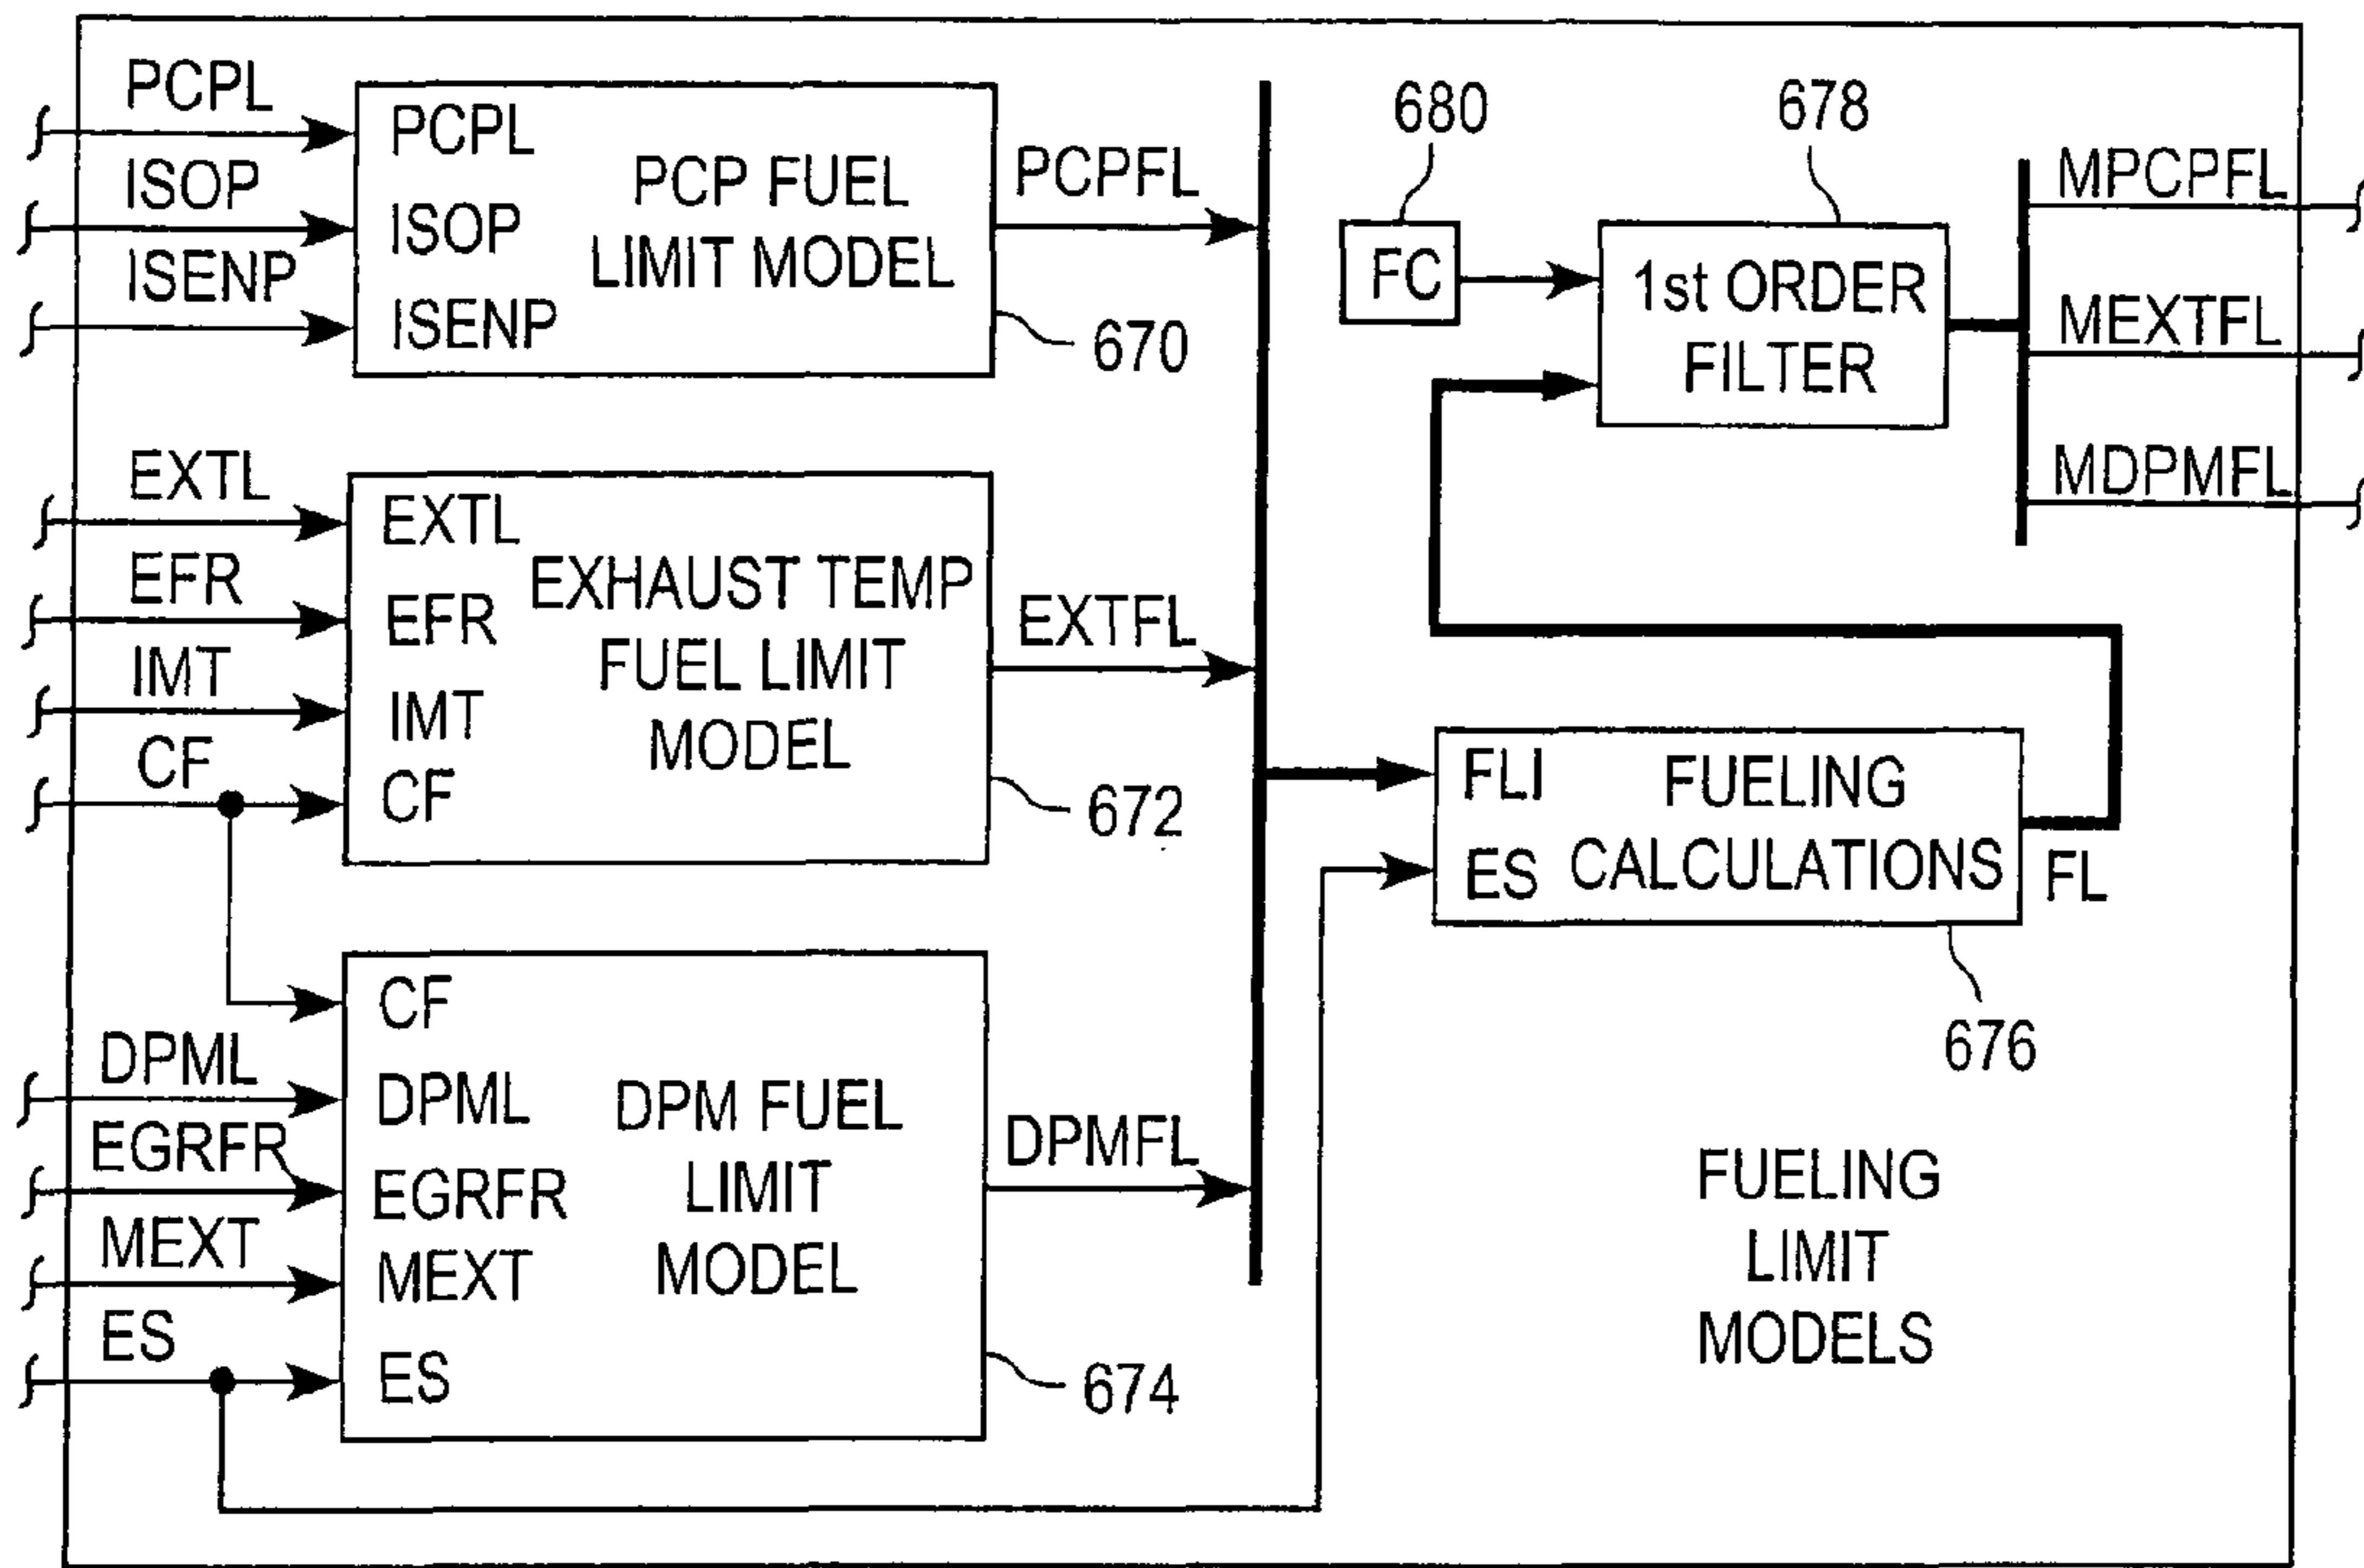 PCPL
ISOP
ISENP
PCPL
ISOP
ISENP
PCP FUEL
LIMIT MODEL
PCPFL
670
EXTL
EFR
IMT
CF
EXTL
EFR
IMT
CF
EXHAUST TEMP
FUEL LIMIT
MODEL
EXTFL
672
DPML
EGRFR
MEXT
ES
CF
DPML
EGRFR
MEXT
ES
DPM FUEL
LIMIT
MODEL
DPMFL
674
680
FC
678
1st ORDER
FILTER
MPCPFL
MEXTFL
MDPMFL
FLI
ES
FUELING
CALCULATIONS
FL
676
FUELING
LIMIT
MODELS